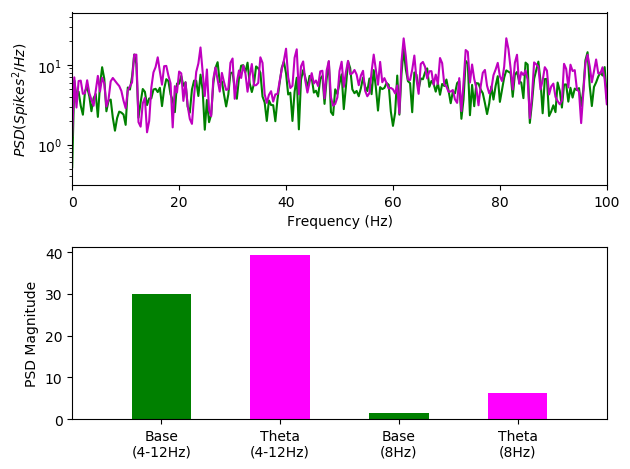 PSD(Spikes²/Hz)
10¹
10⁰
0 20 40 60 80 100
Frequency (Hz)
PSD Magnitude
40
30
20
10
0
Base Theta Base Theta
(4-12Hz) (4-12Hz) (8Hz) (8Hz)